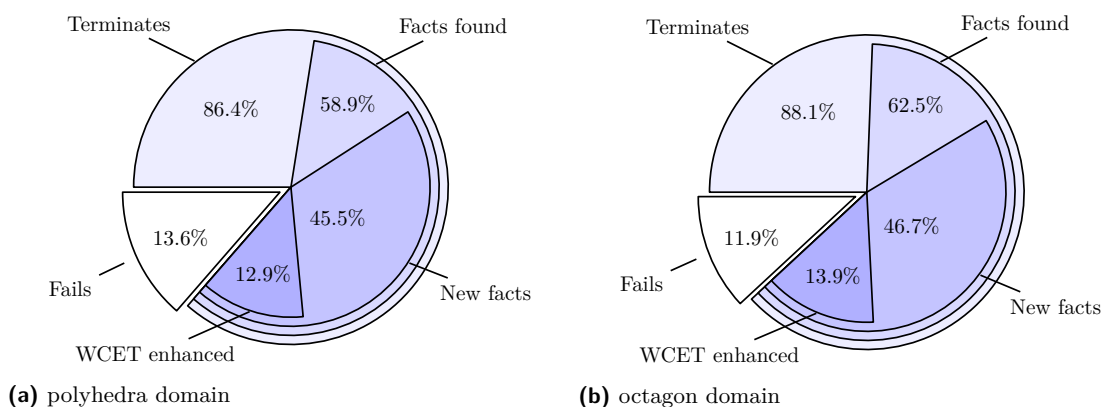 Terminates
Facts found
86.4%
58.9%
45.5%
13.6%
12.9%
Fails
New facts
WCET enhanced
(a) polyhedra domain
Terminates
Facts found
88.1%
62.5%
46.7%
11.9%
13.9%
Fails
New facts
WCET enhanced
(b) octagon domain